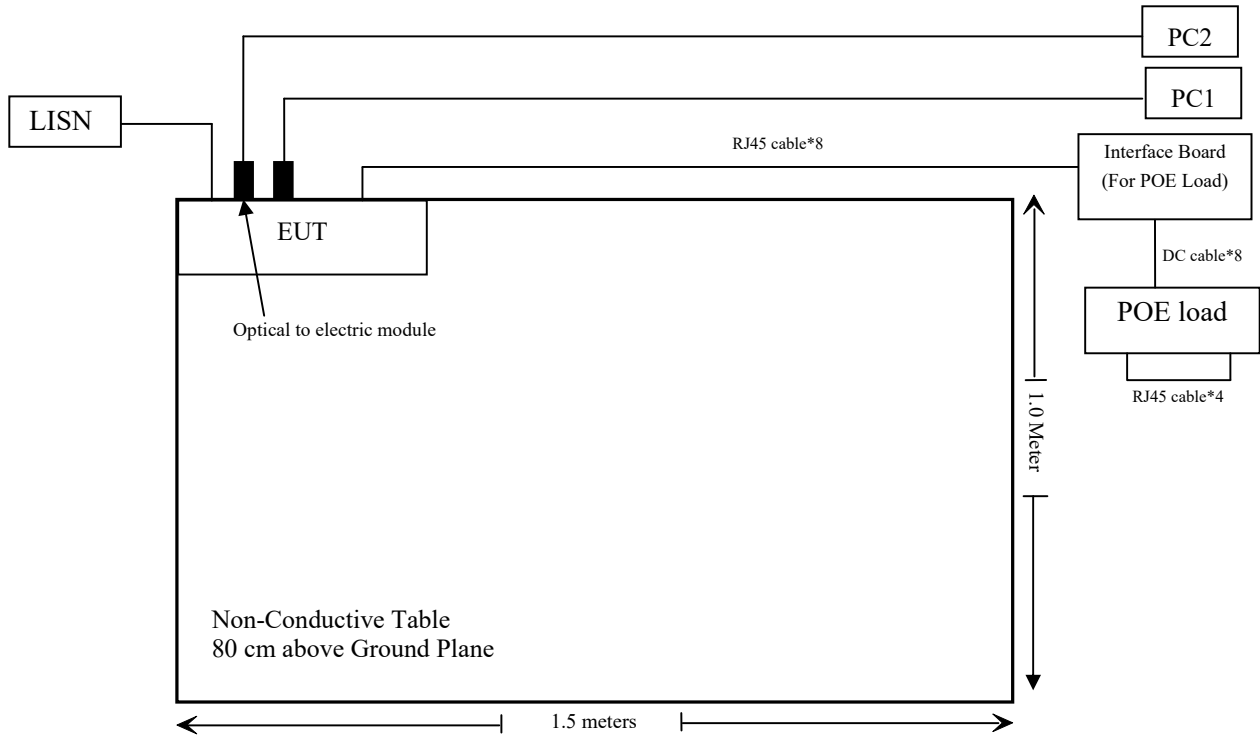 PC2
PC1
LISN
RJ45 cable*8
Interface Board
(For POE Load)
EUT
DC cable*8
POE load
Optical to electric module
RJ45 cable*4
1.0 Meter
Non-Conductive Table
80 cm above Ground Plane
1.5 meters